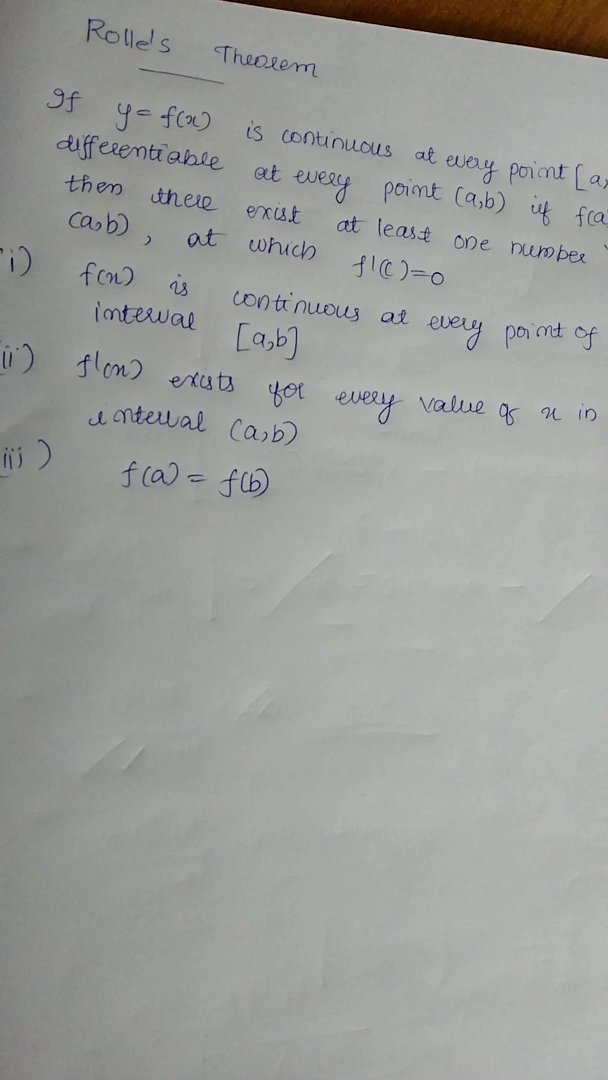 Rolle's Theorem
If y = f(x) is continuous at every point [a,
differentiable at every point (a,b) if f(a)
then there exist at least one number
(a,b), at which f'(c)=0
i) f(x) is continuous at every point of
interval [a,b]
ii) f'(x) exists for every value of x in
interval (a,b)
iii) f(a) = f(b)